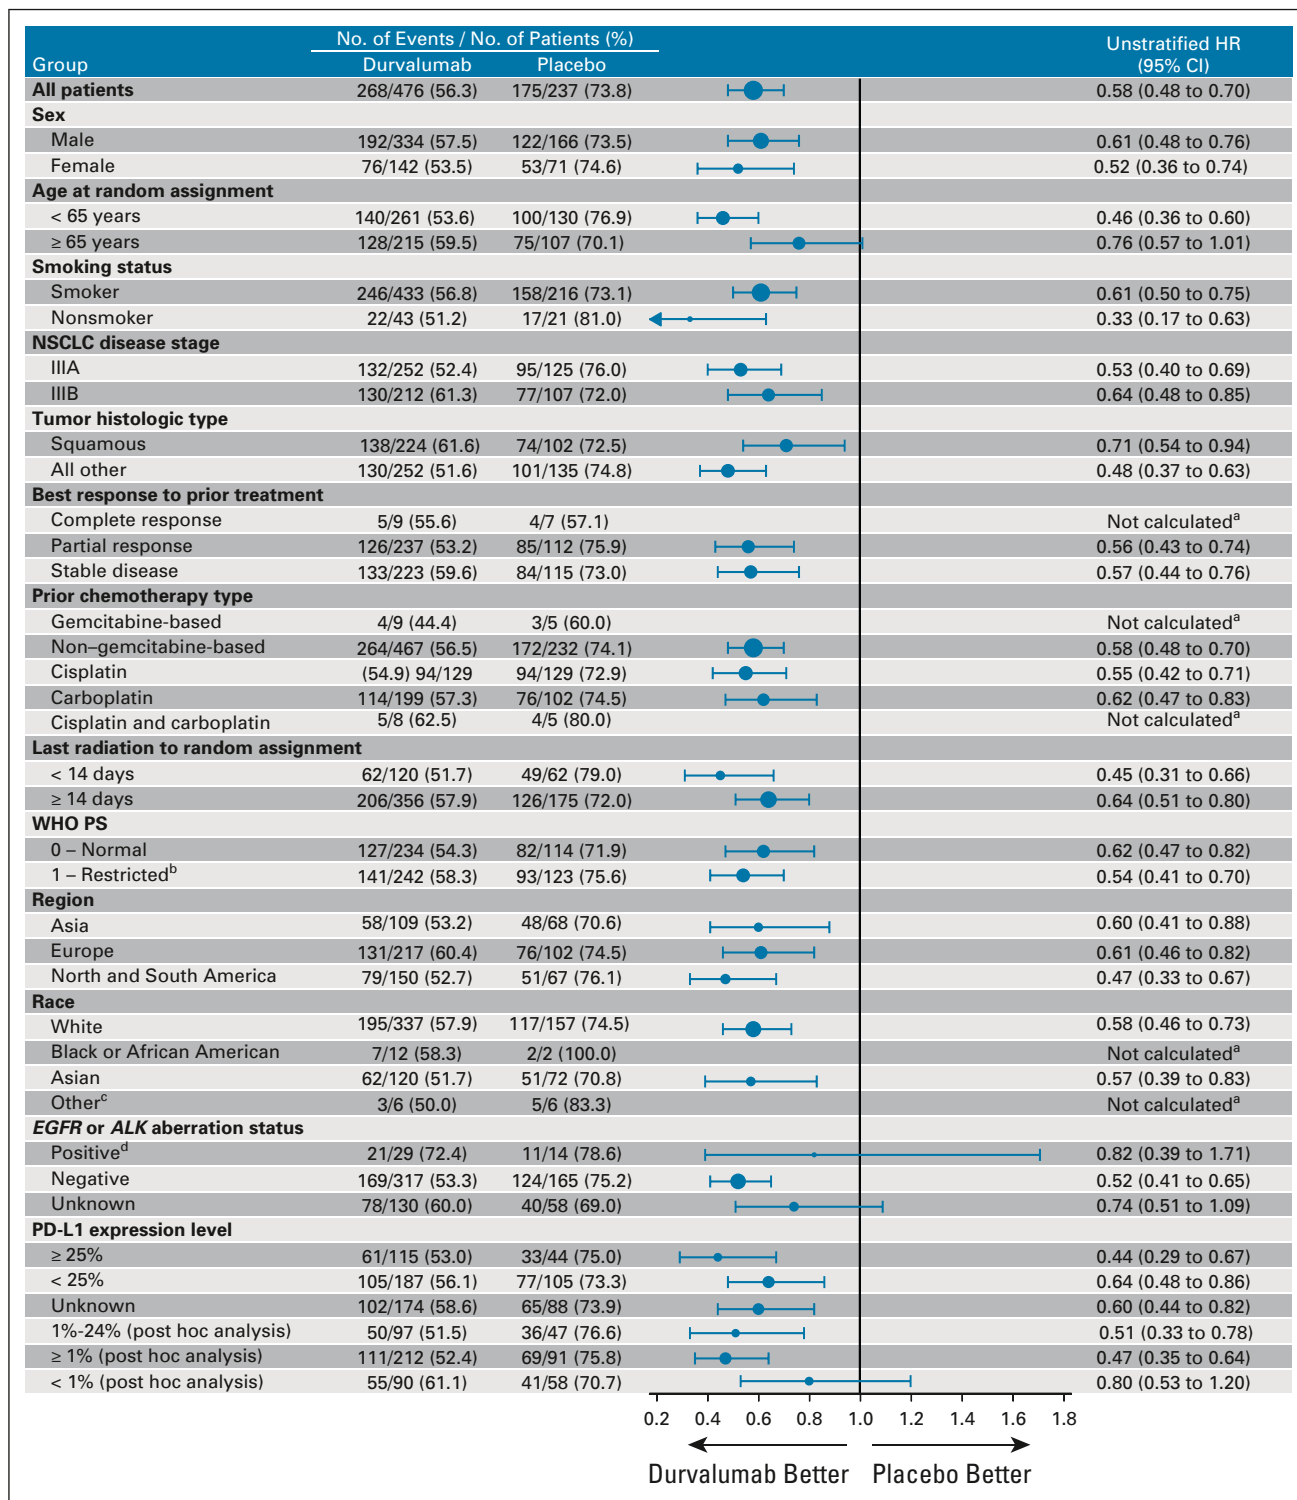 No. of Events / No. of Patients (%)
Unstratified HR
Group Durvalumab Placebo (95% CI)
All patients 268/476 (56.3) 175/237 (73.8) 0.58 (0.48 to 0.70)
Sex
Male 192/334 (57.5) 122/166 (73.5) 0.61 (0.48 to 0.76)
Female 76/142 (53.5) 53/71 (74.6) 0.52 (0.36 to 0.74)
Age at random assignment
< 65 years 140/261 (53.6) 100/130 (76.9) 0.46 (0.36 to 0.60)
≥ 65 years 128/215 (59.5) 75/107 (70.1) 0.76 (0.57 to 1.01)
Smoking status
Smoker 246/433 (56.8) 158/216 (73.1) 0.61 (0.50 to 0.75)
Nonsmoker 22/43 (51.2) 17/21 (81.0) 0.33 (0.17 to 0.63)
NSCLC disease stage
IIIA 132/252 (52.4) 95/125 (76.0) 0.53 (0.40 to 0.69)
IIIB 130/212 (61.3) 77/107 (72.0) 0.64 (0.48 to 0.85)
Tumor histologic type
Squamous 138/224 (61.6) 74/102 (72.5) 0.71 (0.54 to 0.94)
All other 130/252 (51.6) 101/135 (74.8) 0.48 (0.37 to 0.63)
Best response to prior treatment
Complete response 5/9 (55.6) 4/7 (57.1) Not calculatedᵃ
Partial response 126/237 (53.2) 85/112 (75.9) 0.56 (0.43 to 0.74)
Stable disease 133/223 (59.6) 84/115 (73.0) 0.57 (0.44 to 0.76)
Prior chemotherapy type
Gemcitabine-based 4/9 (44.4) 3/5 (60.0) Not calculatedᵃ
Non–gemcitabine-based 264/467 (56.5) 172/232 (74.1) 0.58 (0.48 to 0.70)
Cisplatin (54.9) 94/129 94/129 (72.9) 0.55 (0.42 to 0.71)
Carboplatin 114/199 (57.3) 76/102 (74.5) 0.62 (0.47 to 0.83)
Cisplatin and carboplatin 5/8 (62.5) 4/5 (80.0) Not calculatedᵃ
Last radiation to random assignment
< 14 days 62/120 (51.7) 49/62 (79.0) 0.45 (0.31 to 0.66)
≥ 14 days 206/356 (57.9) 126/175 (72.0) 0.64 (0.51 to 0.80)
WHO PS
0 – Normal 127/234 (54.3) 82/114 (71.9) 0.62 (0.47 to 0.82)
1 – Restrictedᵇ 141/242 (58.3) 93/123 (75.6) 0.54 (0.41 to 0.70)
Region
Asia 58/109 (53.2) 48/68 (70.6) 0.60 (0.41 to 0.88)
Europe 131/217 (60.4) 76/102 (74.5) 0.61 (0.46 to 0.82)
North and South America 79/150 (52.7) 51/67 (76.1) 0.47 (0.33 to 0.67)
Race
White 195/337 (57.9) 117/157 (74.5) 0.58 (0.46 to 0.73)
Black or African American 7/12 (58.3) 2/2 (100.0) Not calculatedᵃ
Asian 62/120 (51.7) 51/72 (70.8) 0.57 (0.39 to 0.83)
Otherᶜ 3/6 (50.0) 5/6 (83.3) Not calculatedᵃ
EGFR or ALK aberration status
Positiveᵈ 21/29 (72.4) 11/14 (78.6) 0.82 (0.39 to 1.71)
Negative 169/317 (53.3) 124/165 (75.2) 0.52 (0.41 to 0.65)
Unknown 78/130 (60.0) 40/58 (69.0) 0.74 (0.51 to 1.09)
PD-L1 expression level
≥ 25% 61/115 (53.0) 33/44 (75.0) 0.44 (0.29 to 0.67)
< 25% 105/187 (56.1) 77/105 (73.3) 0.64 (0.48 to 0.86)
Unknown 102/174 (58.6) 65/88 (73.9) 0.60 (0.44 to 0.82)
1%-24% (post hoc analysis) 50/97 (51.5) 36/47 (76.6) 0.51 (0.33 to 0.78)
≥ 1% (post hoc analysis) 111/212 (52.4) 69/91 (75.8) 0.47 (0.35 to 0.64)
< 1% (post hoc analysis) 55/90 (61.1) 41/58 (70.7) 0.80 (0.53 to 1.20)
0.2 0.4 0.6 0.8 1.0 1.2 1.4 1.6 1.8
Durvalumab Better Placebo Better